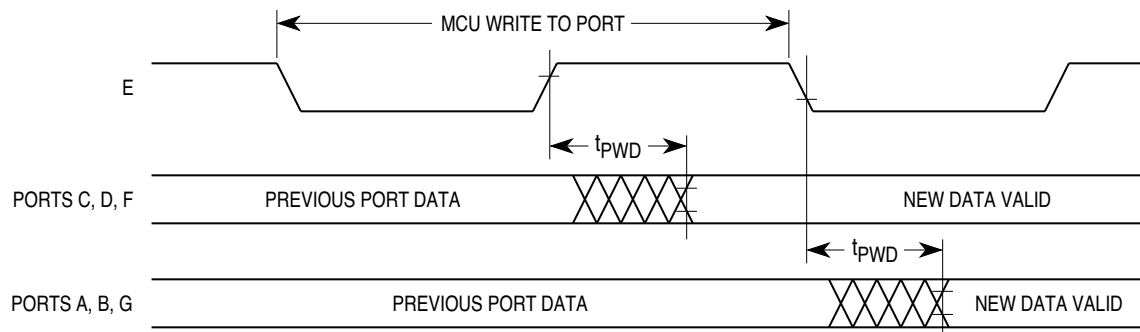 MCU WRITE TO PORT
E
tPWD
PORTS C, D, F
PREVIOUS PORT DATA
NEW DATA VALID
tPWD
PORTS A, B, G
PREVIOUS PORT DATA
NEW DATA VALID